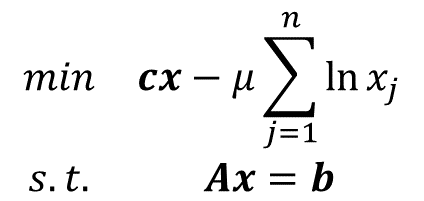 min cx − μ ∑_{j=1}^{n} ln x_j
s.t. Ax = b